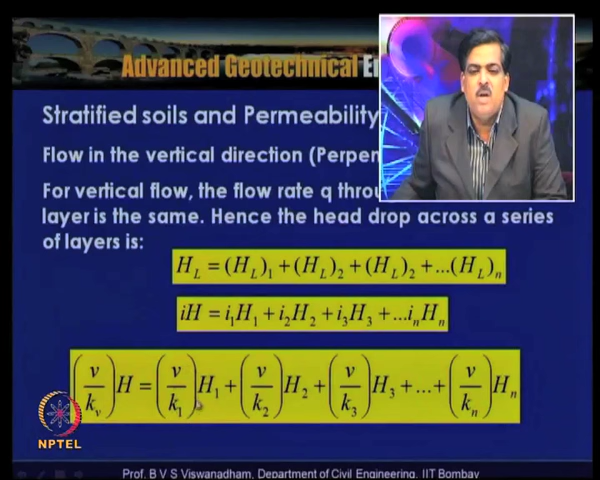 Advanced Geotechnical En
Stratified soils and Permeability
Flow in the vertical direction (Perpen
For vertical flow, the flow rate q throu
layer is the same. Hence the head drop across a series
of layers is:
H_L = (H_L)_1 + (H_L)_2 + (H_L)_2 + ...(H_L)_n
iH = i_1H_1 + i_2H_2 + i_3H_3 + ...i_nH_n
(v/k_v)H = (v/k_1)H_1 + (v/k_2)H_2 + (v/k_3)H_3 + ... + (v/k_n)H_n
NPTEL
Prof. B V S Viswanadham, Department of Civil Engineering, IIT Bombay